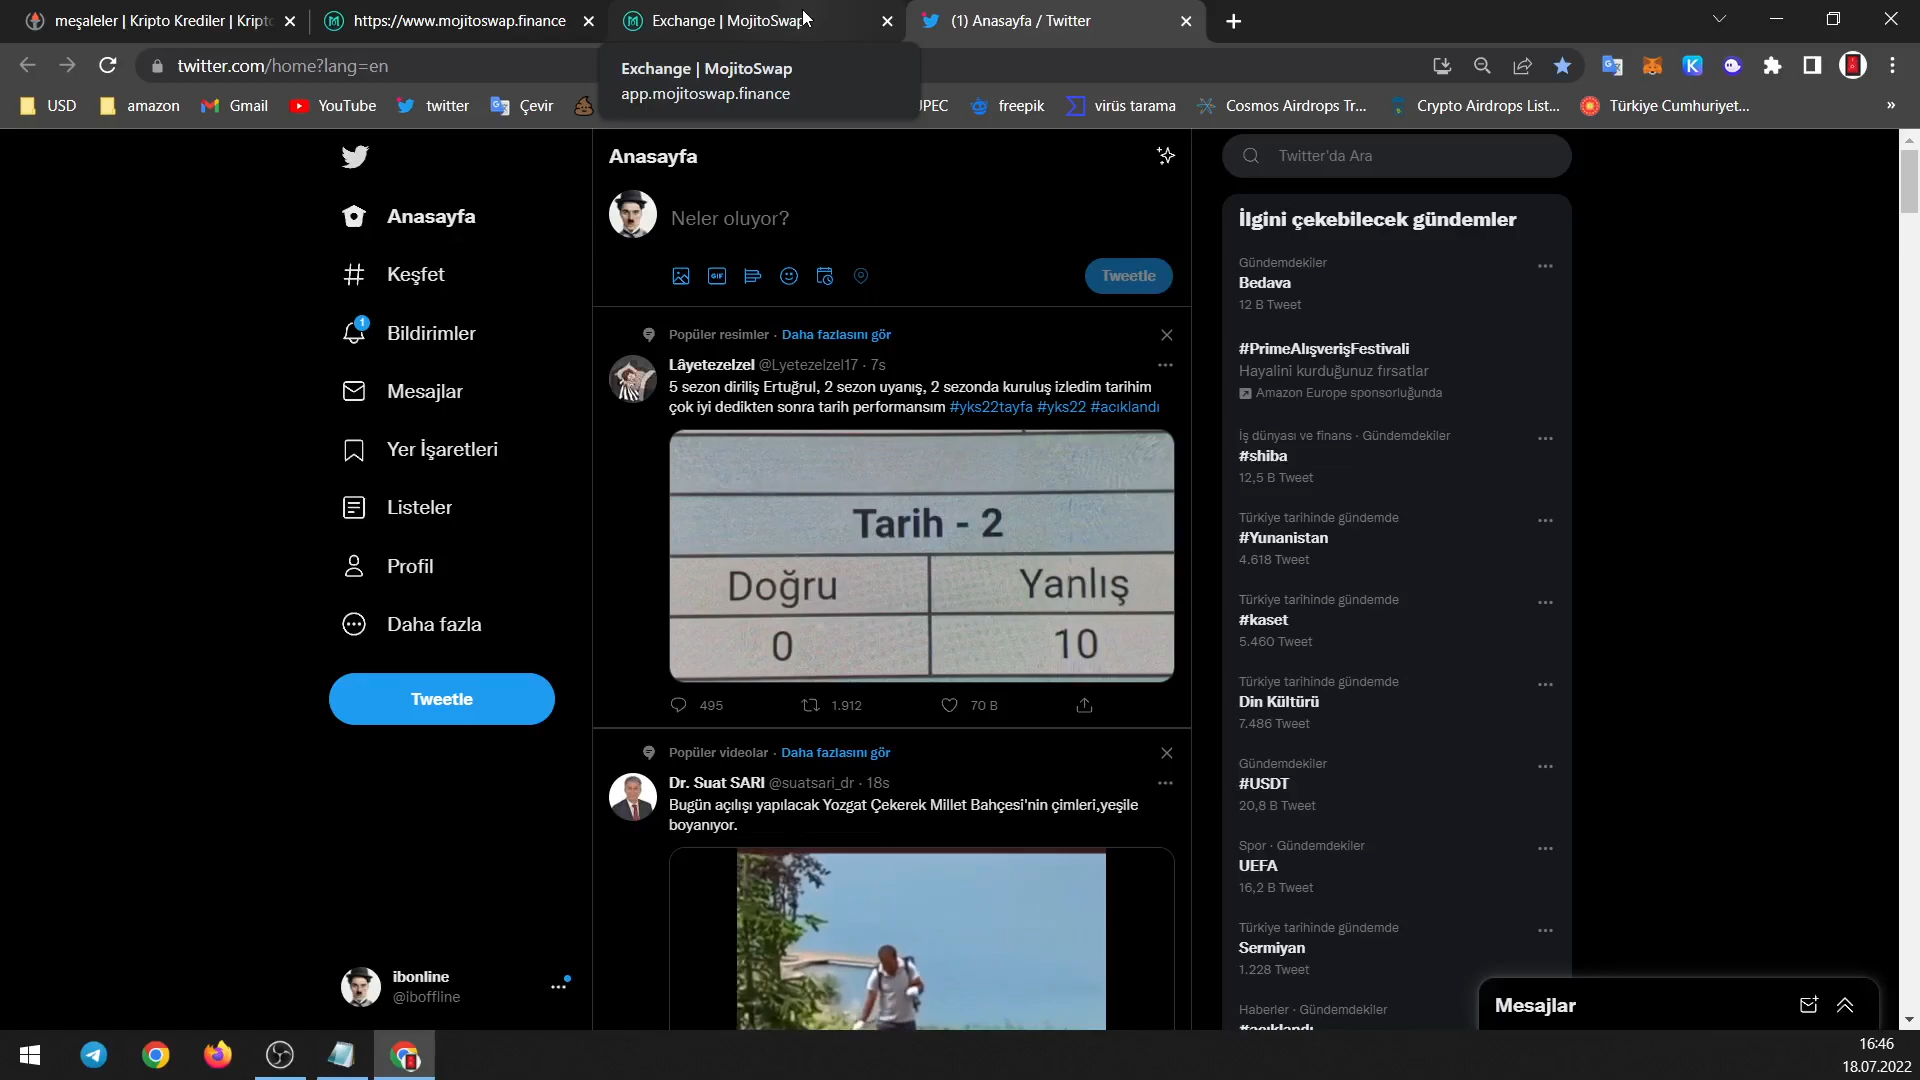 meşaleler | Kripto Krediler | Kripto
https://www.mojitoswap.finance
Exchange | MojitoSwap
(1) Anasayfa / Twitter
twitter.com/home?lang=en
Exchange | MojitoSwap
app.mojitoswap.finance
USD
amazon
Gmail
YouTube
twitter
Çevir
JPEC
freepik
virüs tarama
Cosmos Airdrops Tr...
Crypto Airdrops List...
Türkiye Cumhuriyet...
»
Anasayfa
Keşfet
1
Bildirimler
Mesajlar
Yer İşaretleri
Listeler
Profil
Daha fazla
Tweetle
ibonline
@iboffline
Anasayfa
Neler oluyor?
GIF
Tweetle
Popüler resimler · Daha fazlasını gör
Lâyetezelzel @Lyetezelzel17 · 7s
5 sezon diriliş Ertuğrul, 2 sezon uyanış, 2 sezonda kuruluş izledim tarihim
çok iyi dedikten sonra tarih performansım #yks22tayfa #yks22 #acıklandı
Tarih - 2
Doğru Yanlış
0 10
495 1.912 70 B
Popüler videolar · Daha fazlasını gör
Dr. Suat SARI @suatsari_dr · 18s
Bugün açılışı yapılacak Yozgat Çekerek Millet Bahçesi'nin çimleri,yeşile
boyanıyor.
Twitter'da Ara
İlgini çekebilecek gündemler
Gündemdekiler
Bedava
12 B Tweet
#PrimeAlışverişFestivali
Hayalini kurduğunuz fırsatlar
Amazon Europe sponsorluğunda
İş dünyası ve finans · Gündemdekiler
#shiba
12,5 B Tweet
Türkiye tarihinde gündemde
#Yunanistan
4.618 Tweet
Türkiye tarihinde gündemde
#kaset
5.460 Tweet
Türkiye tarihinde gündemde
Din Kültürü
7.486 Tweet
Gündemdekiler
#USDT
20,8 B Tweet
Spor · Gündemdekiler
UEFA
16,2 B Tweet
Türkiye tarihinde gündemde
Sermiyan
1.228 Tweet
Haberler · Gündemdekiler
#acıklandı
Mesajlar
16:46
18.07.2022